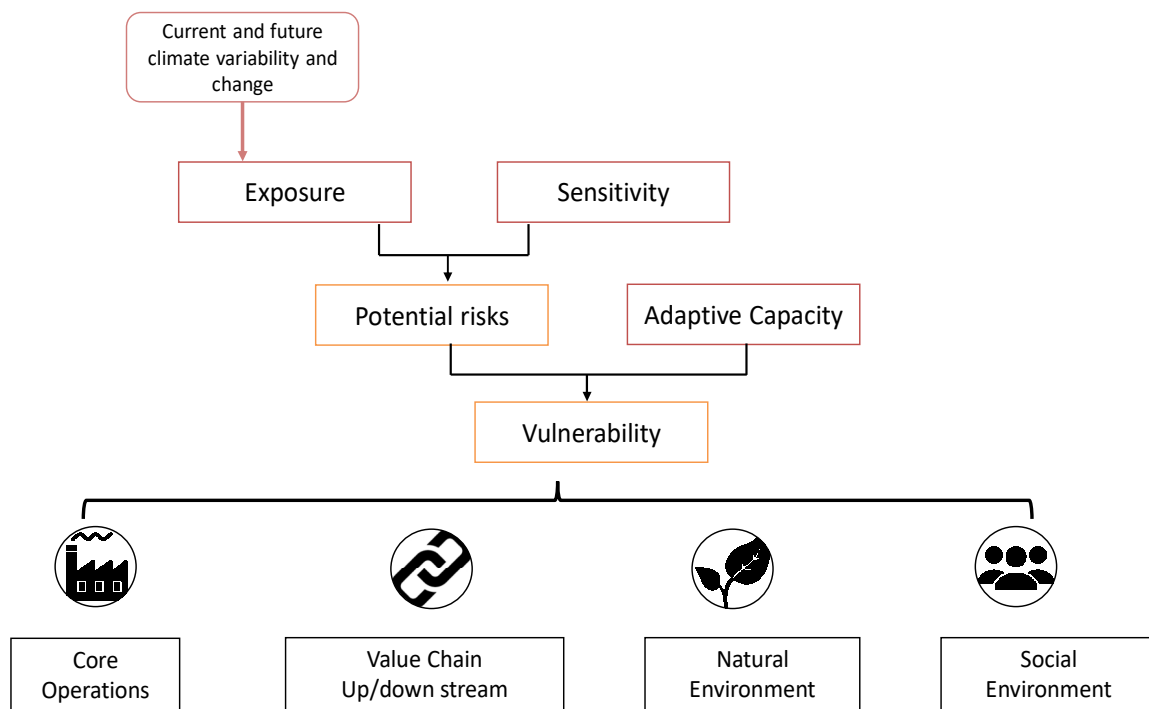 Current and future
climate variability and
change
Exposure
Sensitivity
Potential risks
Adaptive Capacity
Vulnerability
Core
Operations
Value Chain
Up/down stream
Natural
Environment
Social
Environment